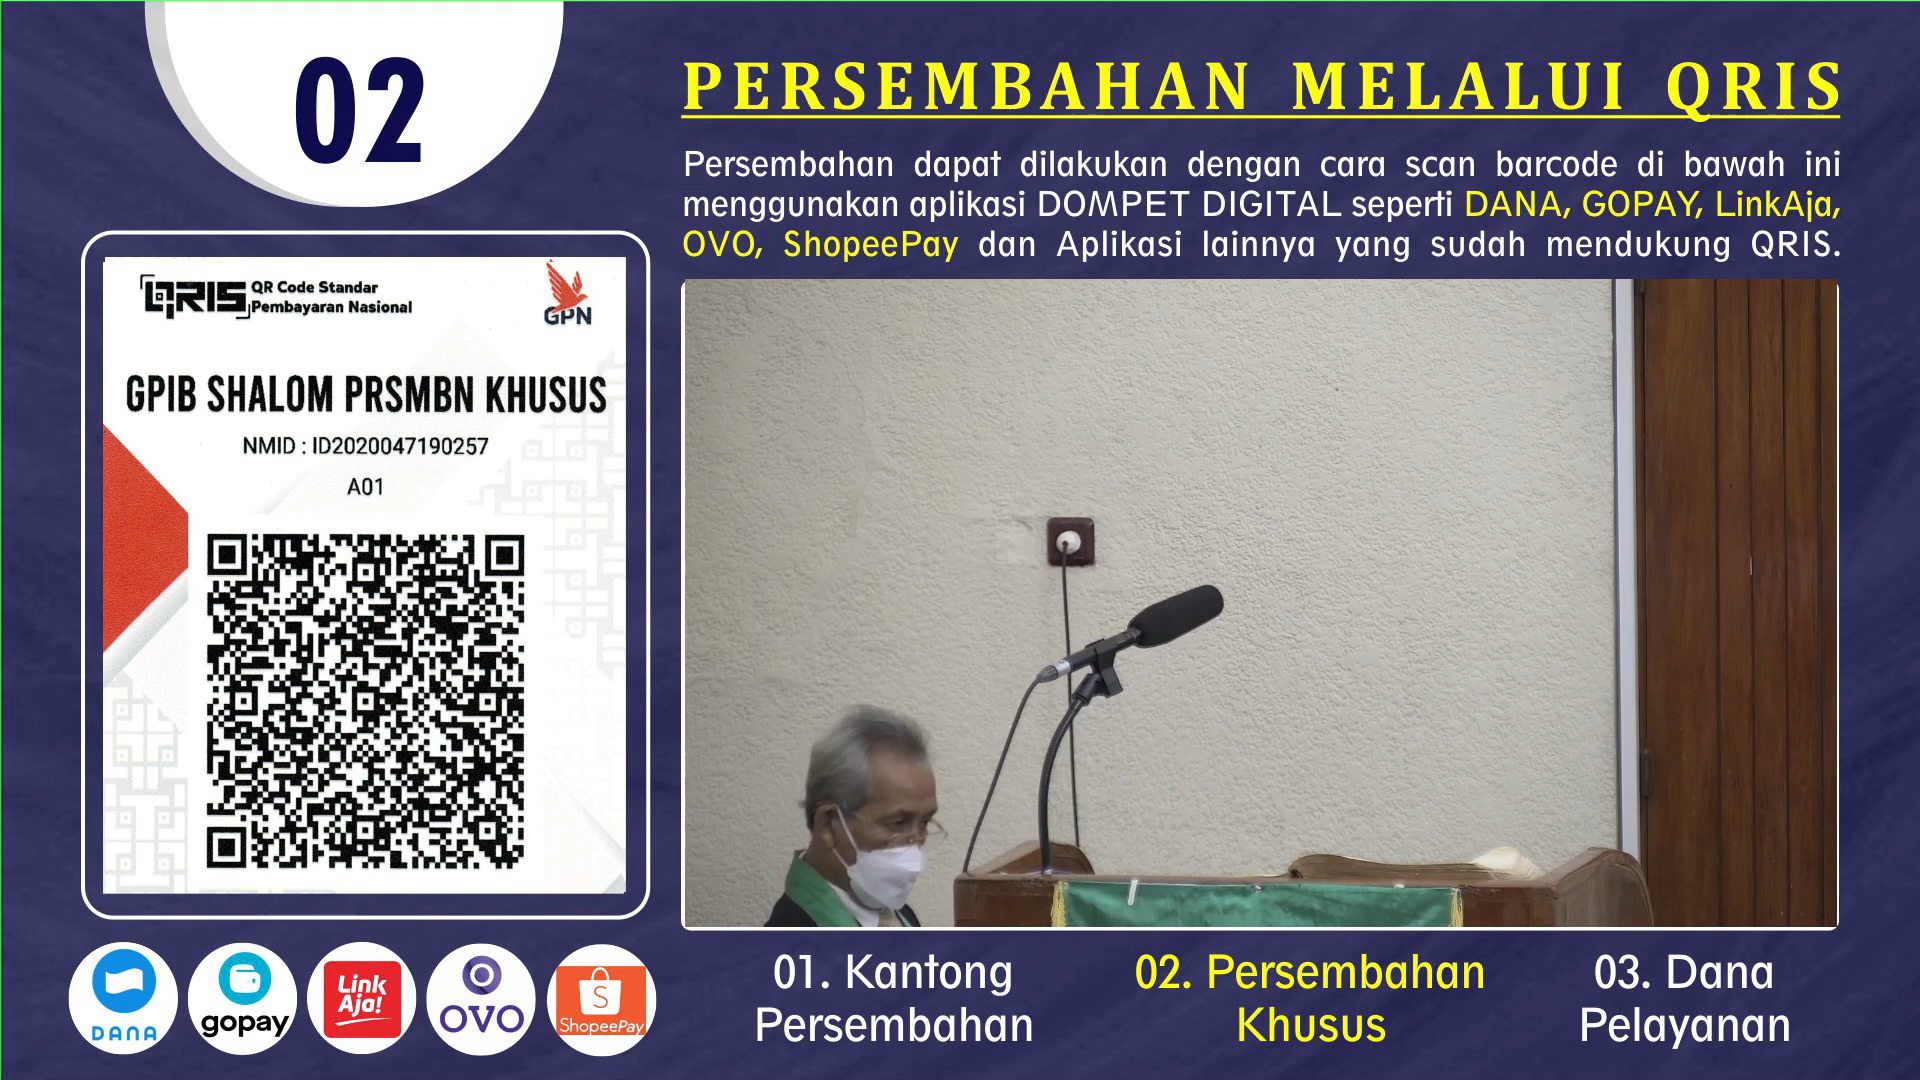 02
PERSEMBAHAN MELALUI QRIS
Persembahan dapat dilakukan dengan cara scan barcode di bawah ini
menggunakan aplikasi DOMPET DIGITAL seperti DANA, GOPAY, LinkAja,
OVO, ShopeePay dan Aplikasi lainnya yang sudah mendukung QRIS.
QRIS QR Code Standar
Pembayaran Nasional
GPN
GPIB SHALOM PRSMBN KHUSUS
NMID : ID2020047190257
A01
DANA
gopay
Link
Aja!
OVO
S
ShopeePay
01. Kantong
Persembahan
02. Persembahan
Khusus
03. Dana
Pelayanan